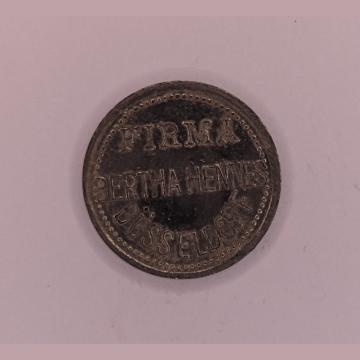 FIRMA
BERTHA HENNES
DÜSSELDORF